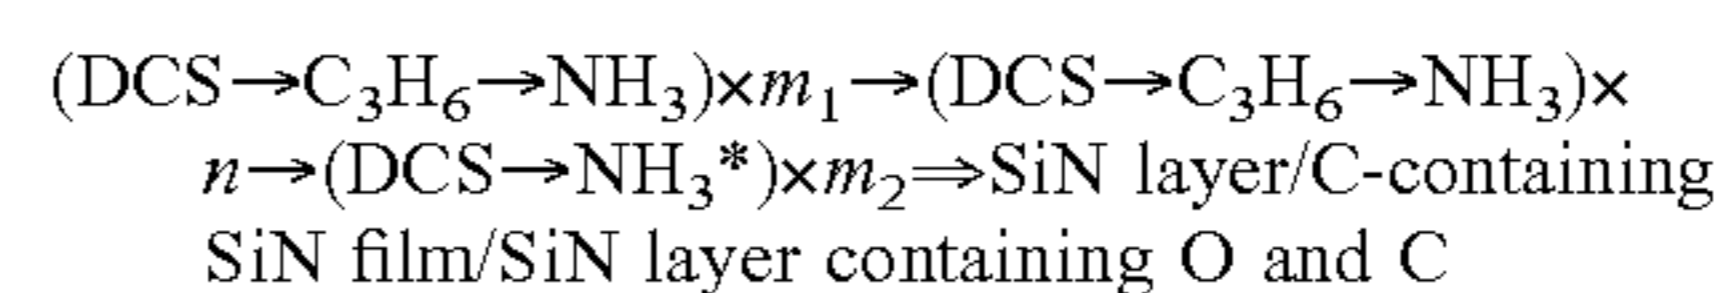 (DCS→C₃H₆→NH₃)×m₁→(DCS→C₃H₆→NH₃)×
n→(DCS→NH₃*)×m₂⇒SiN layer/C-containing
SiN film/SiN layer containing O and C